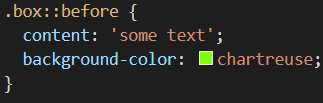 .box::before {
  content: 'some text';
  background-color: chartreuse;
}